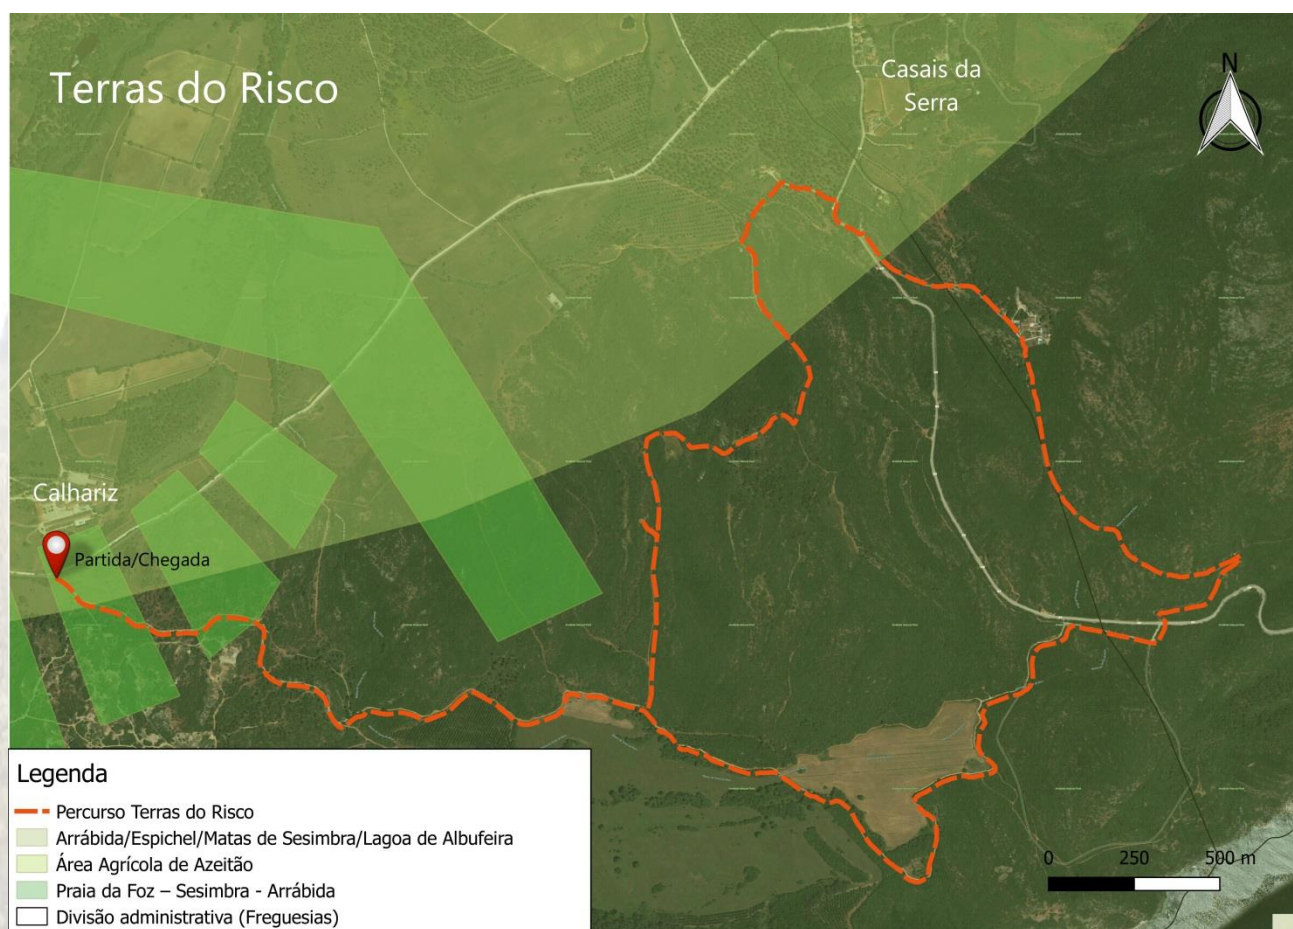 Terras do Risco
Casais da
Serra
N
Calhariz
Partida/Chegada
Legenda
Percurso Terras do Risco
Arrábida/Espichel/Matas de Sesimbra/Lagoa de Albufeira
Área Agrícola de Azeitão
Praia da Foz – Sesimbra - Arrábida
Divisão administrativa (Freguesias)
0 250 500 m